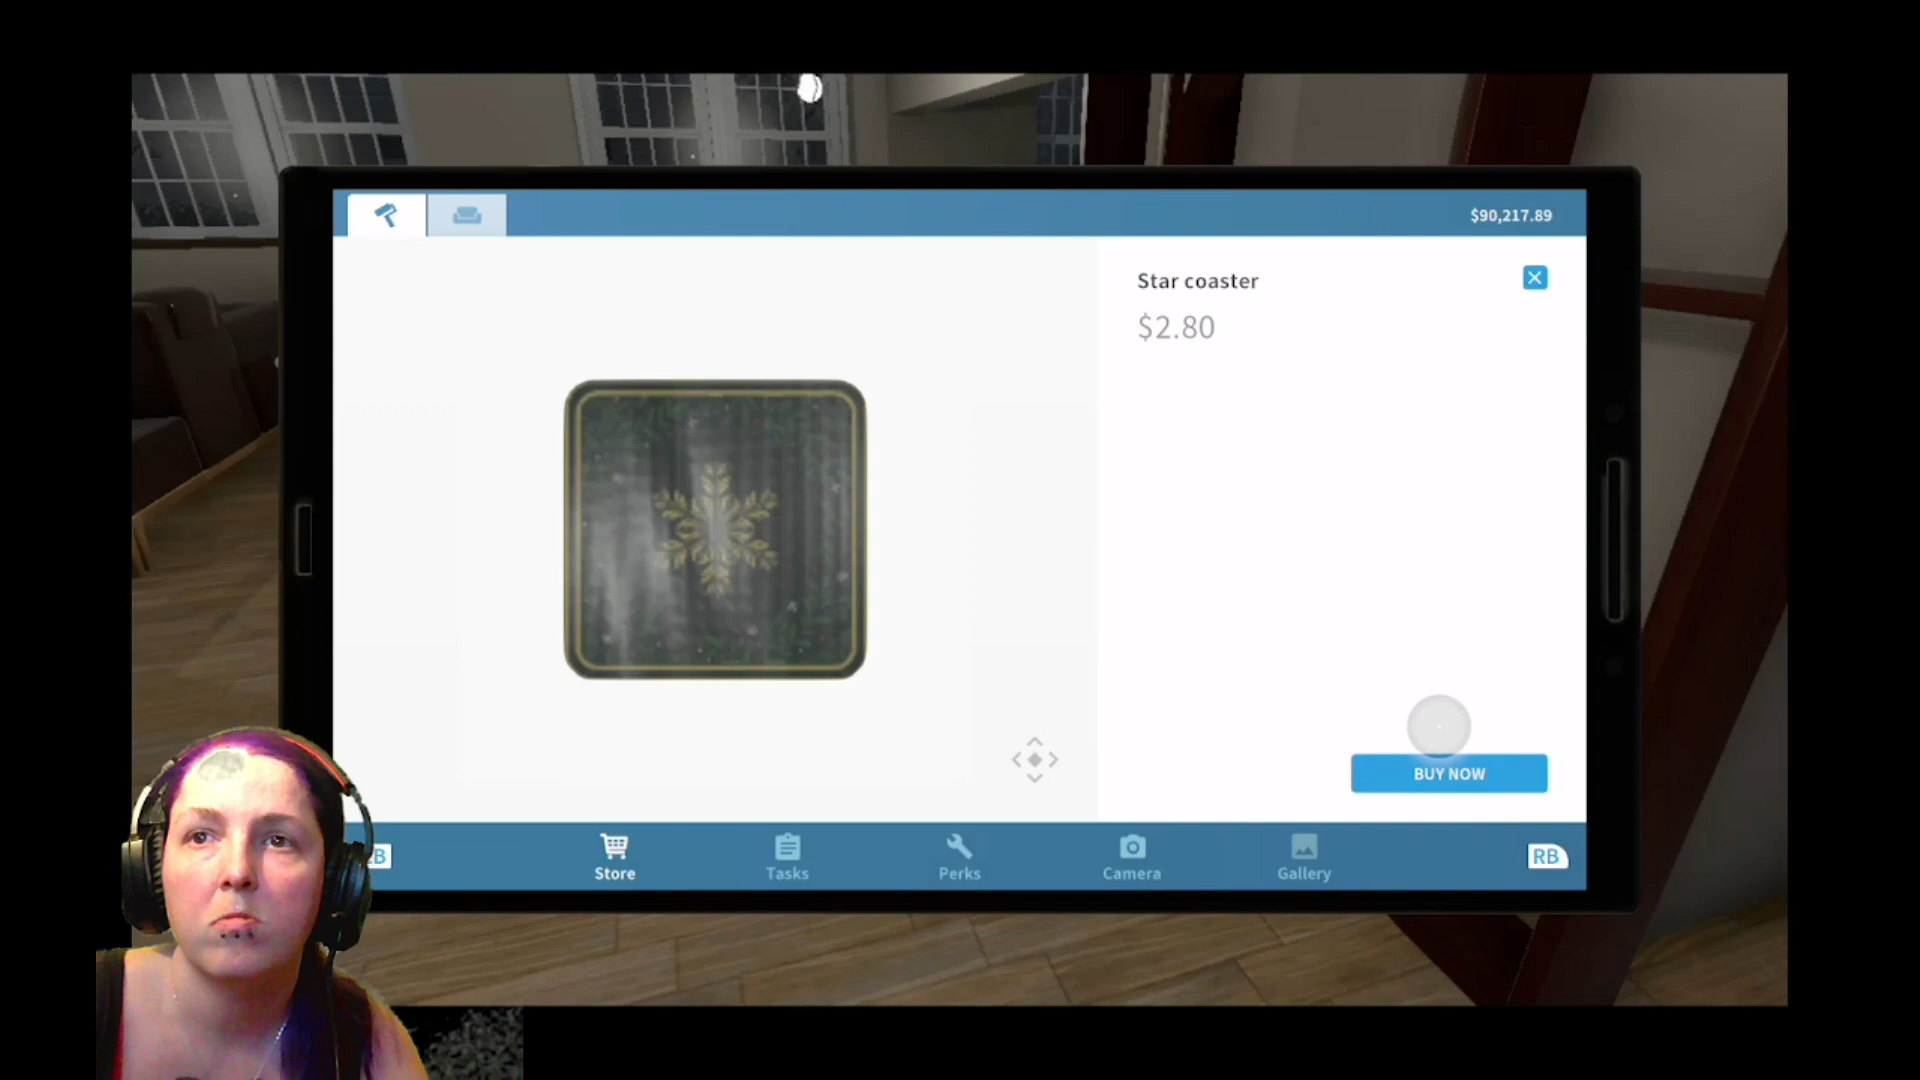 $90,217.89
Star coaster
$2.80
BUY NOW
B
Store
Tasks
Perks
Camera
Gallery
RB